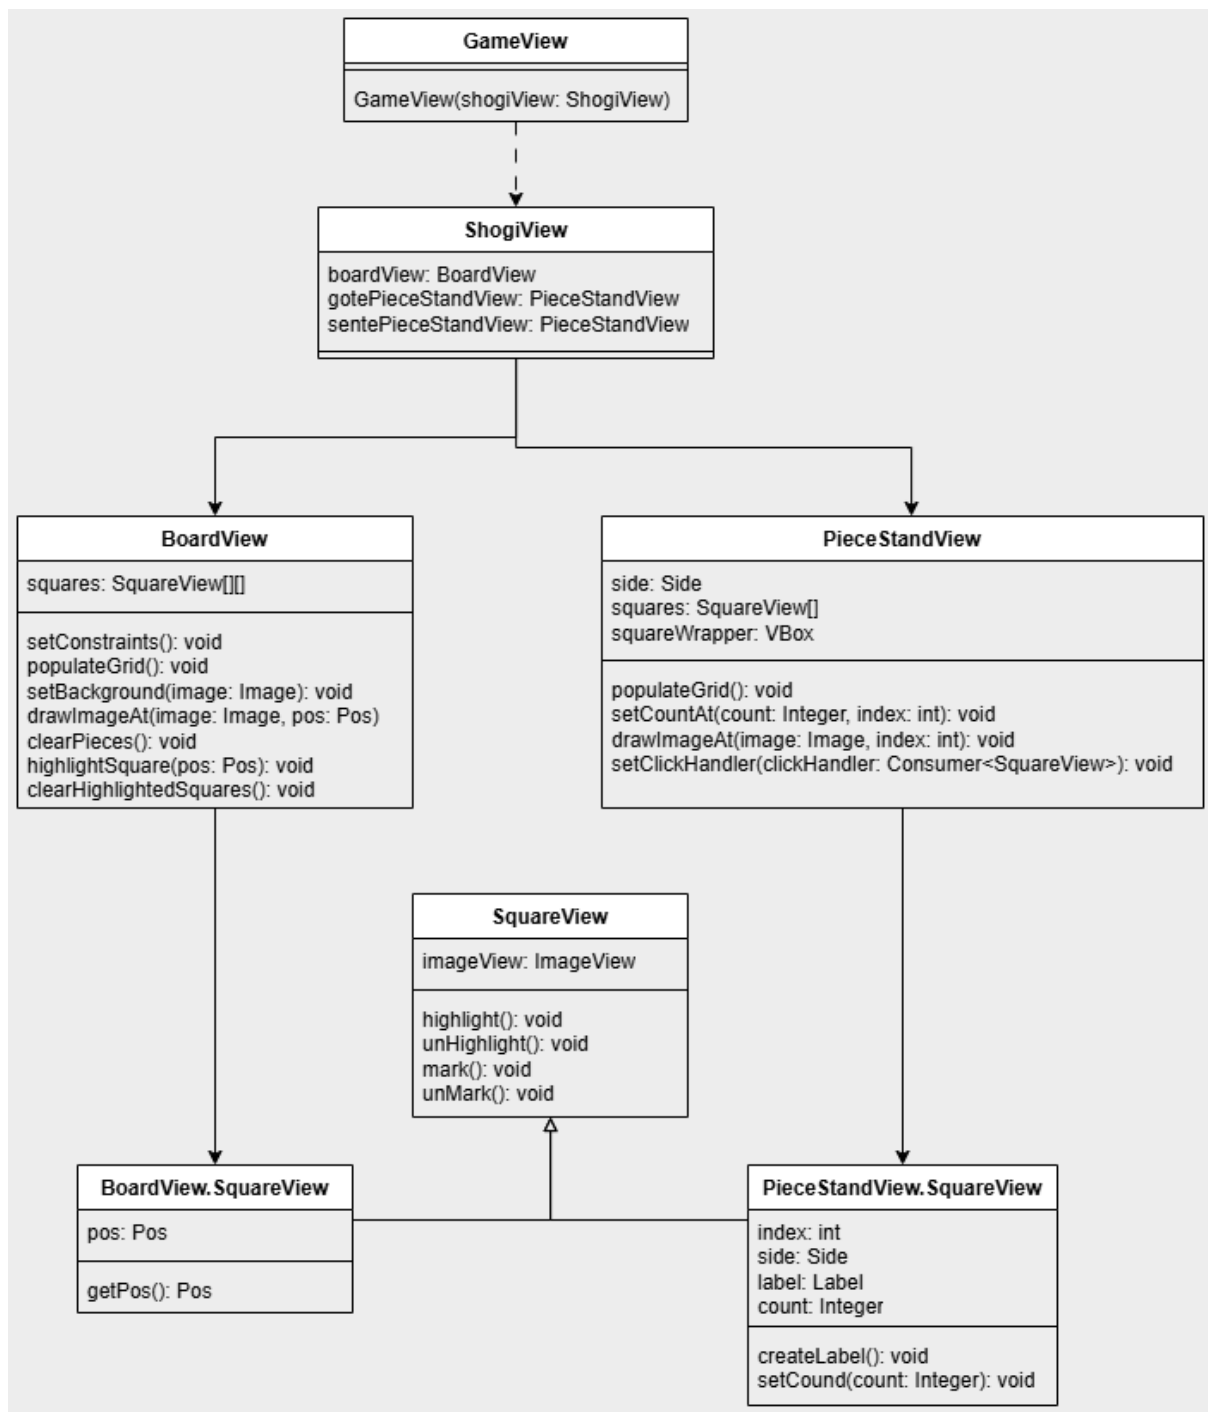 GameView
GameView(shogiView: ShogiView)
ShogiView
boardView: BoardView
gotePieceStandView: PieceStandView
sentePieceStandView: PieceStandView
BoardView
squares: SquareView[][]
setConstraints(): void
populateGrid(): void
setBackground(image: Image): void
drawImageAt(image: Image, pos: Pos)
clearPieces(): void
highlightSquare(pos: Pos): void
clearHighlightedSquares(): void
PieceStandView
side: Side
squares: SquareView[]
squareWrapper: VBox
populateGrid(): void
setCountAt(count: Integer, index: int): void
drawImageAt(image: Image, index: int): void
setClickHandler(clickHandler: Consumer<SquareView>): void
SquareView
imageView: ImageView
highlight(): void
unHighlight(): void
mark(): void
unMark(): void
BoardView.SquareView
pos: Pos
getPos(): Pos
PieceStandView.SquareView
index: int
side: Side
label: Label
count: Integer
createLabel(): void
setCound(count: Integer): void